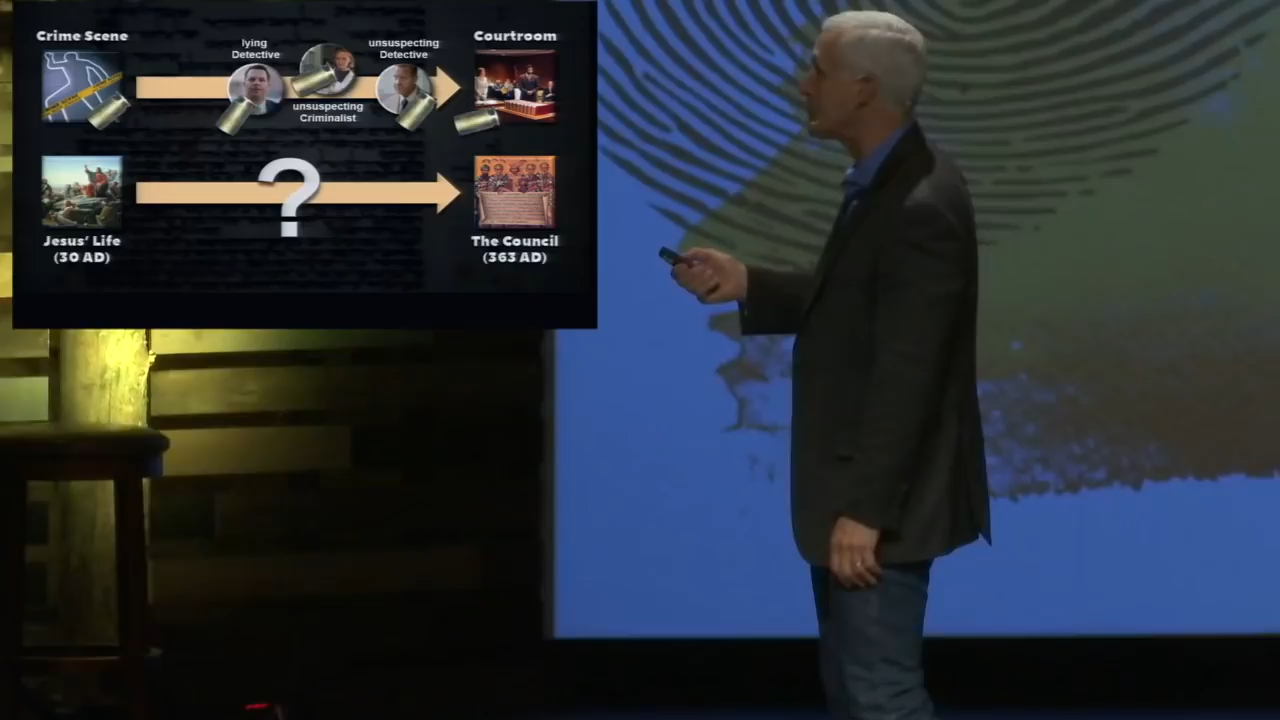 Crime Scene
lying
Detective
unsuspecting
Criminalist
unsuspecting
Detective
Courtroom
?
Jesus' Life
(30 AD)
The Council
(363 AD)